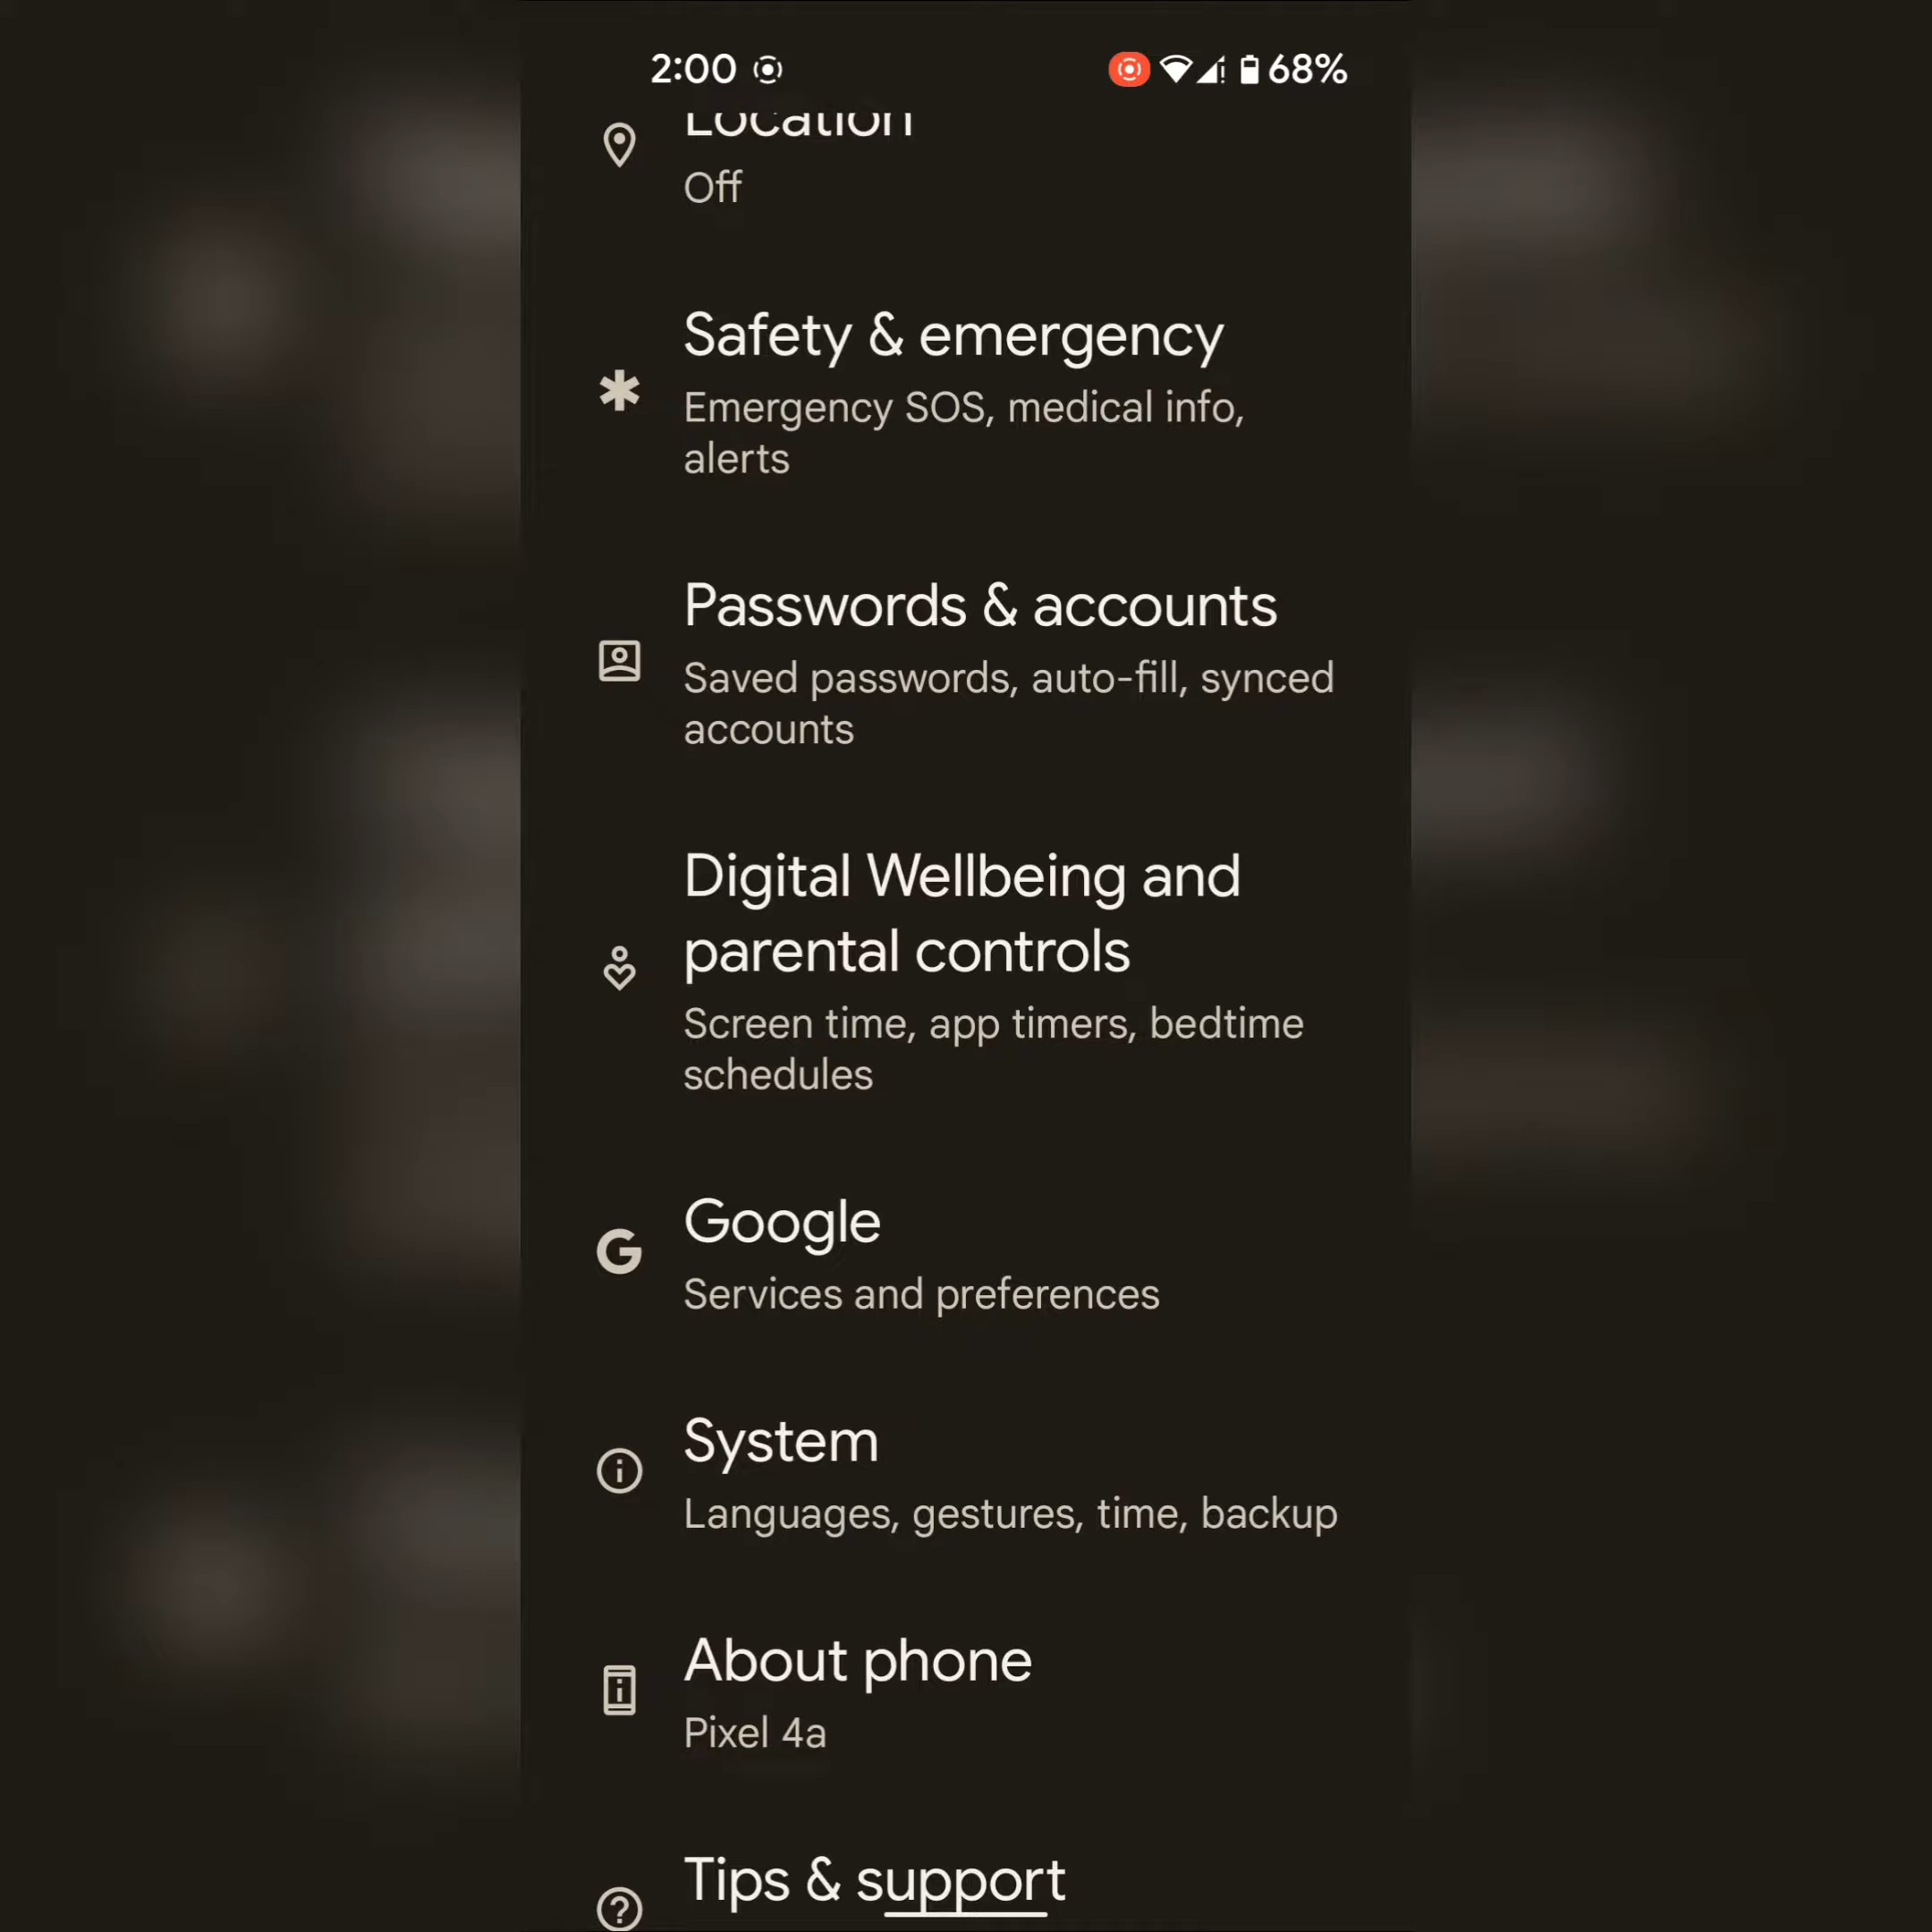 2:00 68%
Location
Off
Safety & emergency
Emergency SOS, medical info,
alerts
Passwords & accounts
Saved passwords, auto-fill, synced
accounts
Digital Wellbeing and
parental controls
Screen time, app timers, bedtime
schedules
Google
Services and preferences
System
Languages, gestures, time, backup
About phone
Pixel 4a
Tips & support